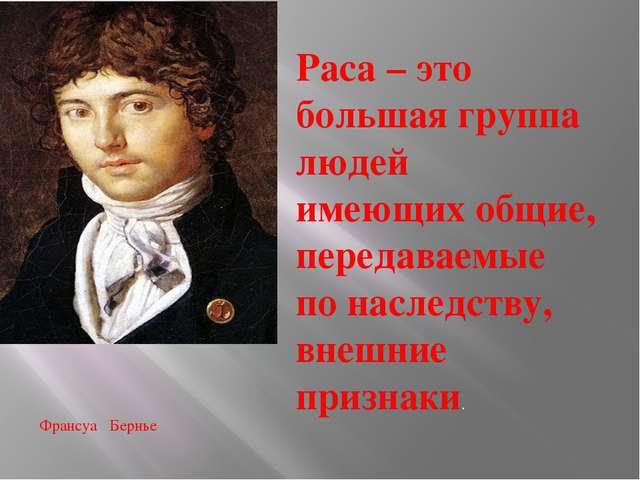 Раса – это
большая группа
людей
имеющих общие,
передаваемые
по наследству,
внешние
признаки.
Франсуа Бернье